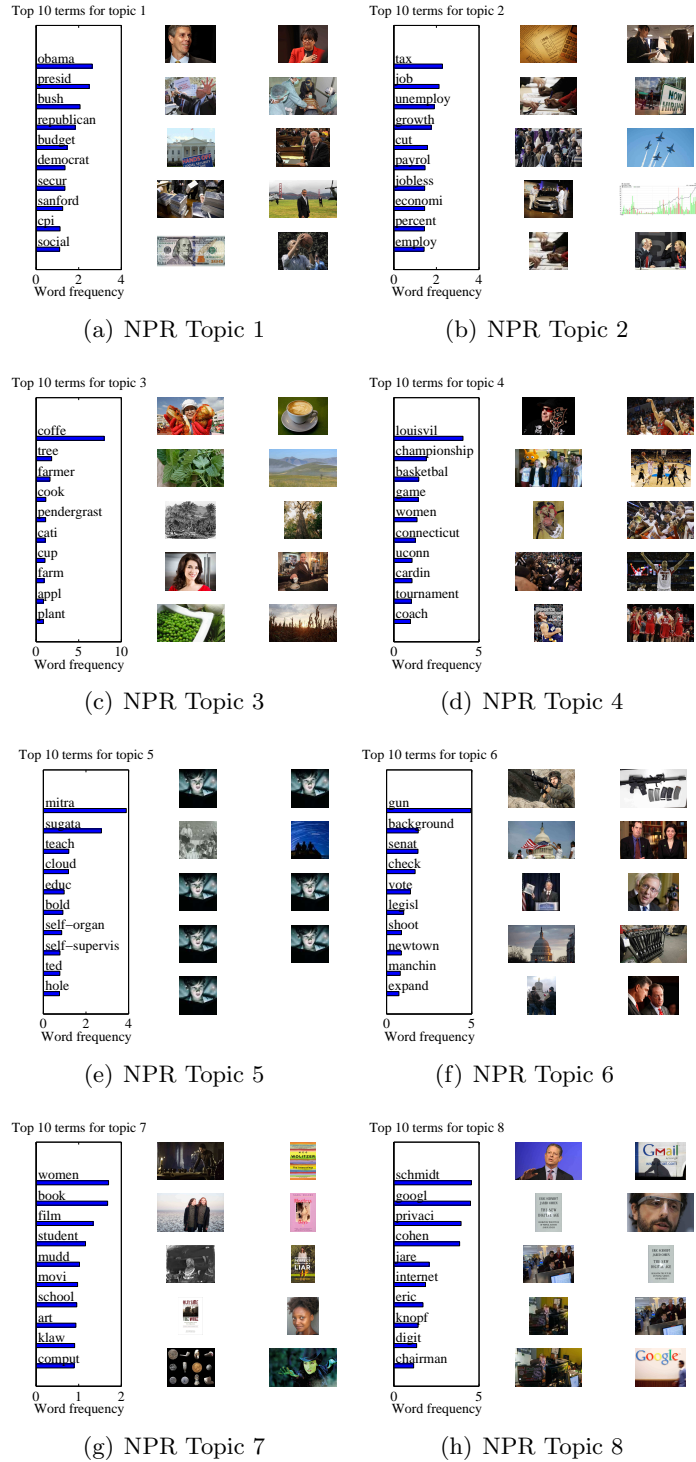 Top 10 terms for topic 1
obama
presid
bush
republican
budget
democrat
secur
sanford
cpi
social
0 2 4
Word frequency
(a) NPR Topic 1
Top 10 terms for topic 2
tax
job
unemploy
growth
cut
payrol
jobless
economi
percent
employ
0 2 4
Word frequency
NOW
HIRING
(b) NPR Topic 2
Top 10 terms for topic 3
coffe
tree
farmer
cook
pendergrast
cati
cup
farm
appl
plant
0 5 10
Word frequency
(c) NPR Topic 3
Top 10 terms for topic 4
louisvil
championship
basketbal
game
women
connecticut
uconn
cardin
tournament
coach
0 5
Word frequency
(d) NPR Topic 4
Top 10 terms for topic 5
mitra
sugata
teach
cloud
educ
bold
self-organ
self-supervis
ted
hole
0 2 4
Word frequency
(e) NPR Topic 5
Top 10 terms for topic 6
gun
background
senat
check
vote
legisl
shoot
newtown
manchin
expand
0 5
Word frequency
(f) NPR Topic 6
Top 10 terms for topic 7
women
book
film
student
mudd
movi
school
art
klaw
comput
0 1 2
Word frequency
WOLITZER
LIAR
(g) NPR Topic 7
Top 10 terms for topic 8
schmidt
googl
privaci
cohen
jare
internet
eric
knopf
digit
chairman
0 5
Word frequency
Gmail
Google
(h) NPR Topic 8